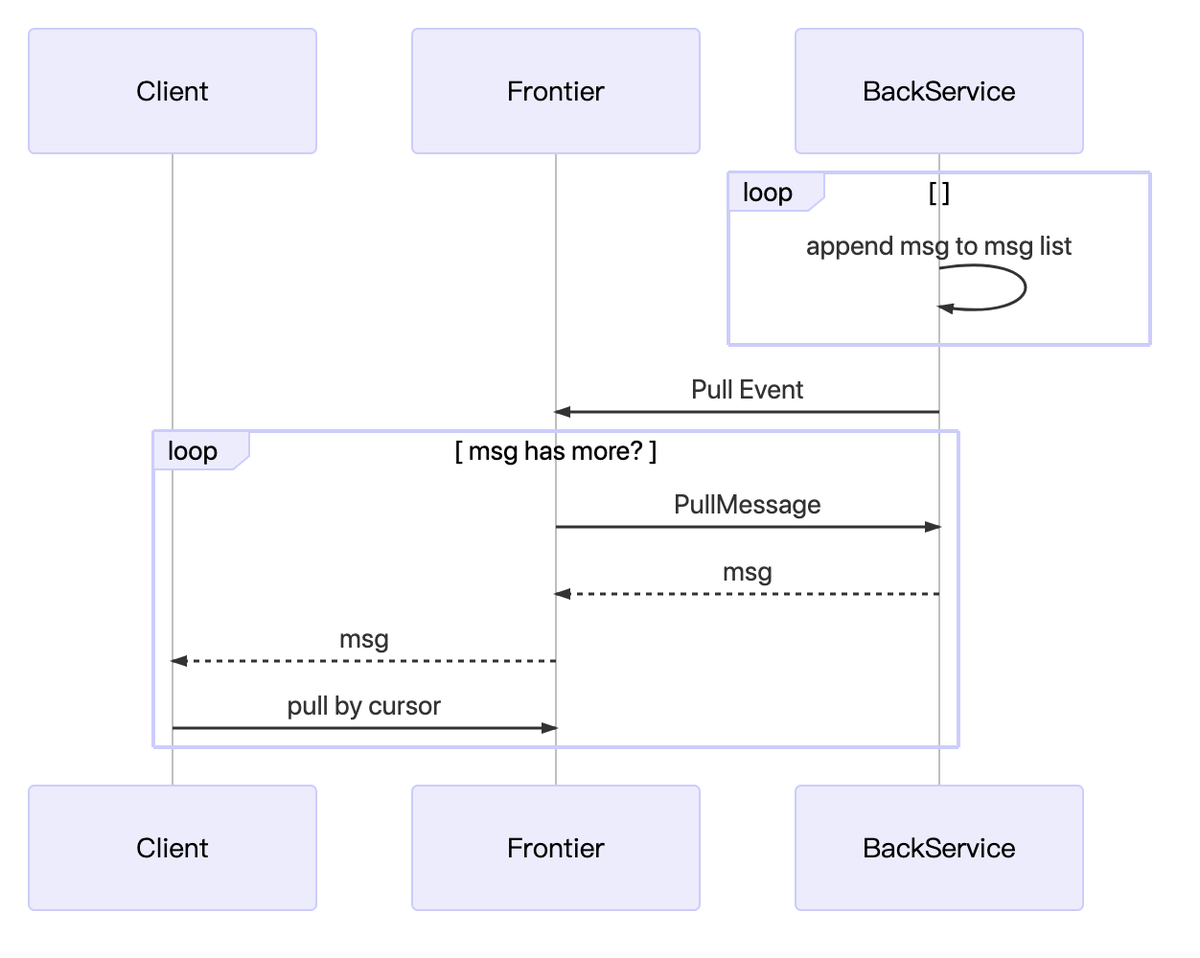 Client
Frontier
BackService
loop
[ ]
append msg to msg list
Pull Event
loop
[ msg has more? ]
PullMessage
msg
msg
pull by cursor
Client
Frontier
BackService